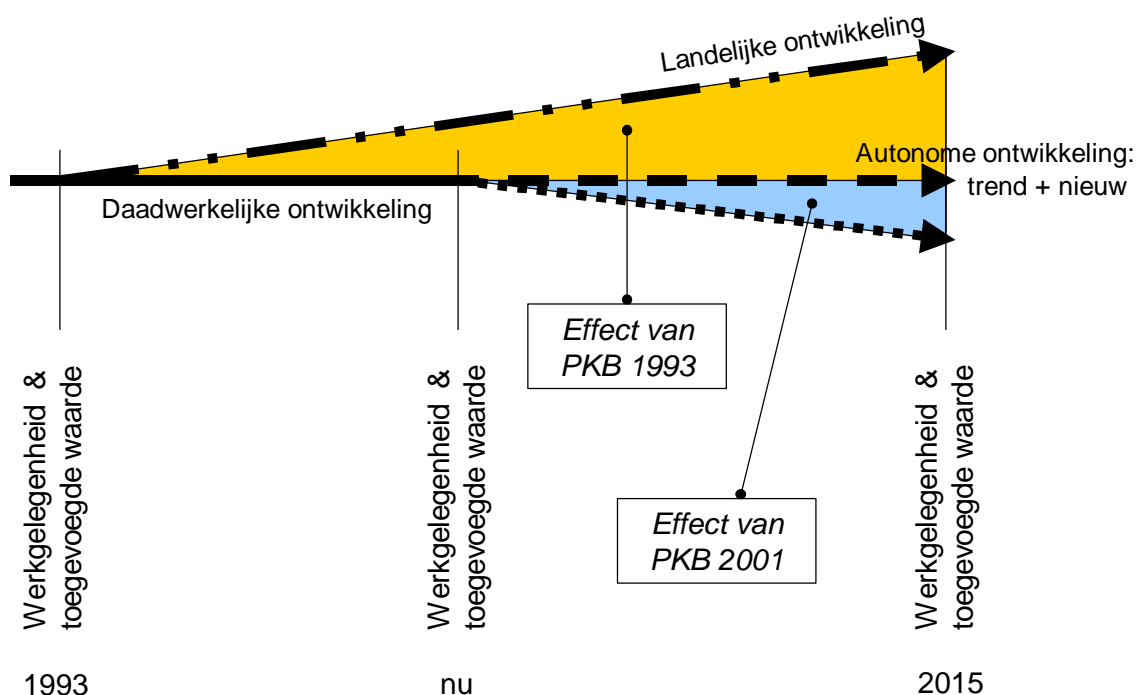 Landelijke ontwikkeling
Autonome ontwikkeling:
trend + nieuw
Daadwerkelijke ontwikkeling
Effect van
PKB 1993
Effect van
PKB 2001
Werkgelegenheid &
toegevoegde waarde
Werkgelegenheid &
toegevoegde waarde
Werkgelegenheid &
toegevoegde waarde
1993
nu
2015